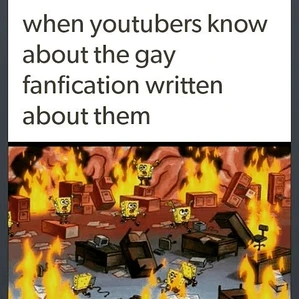 when youtubers know
about the gay
fanfication written
about them